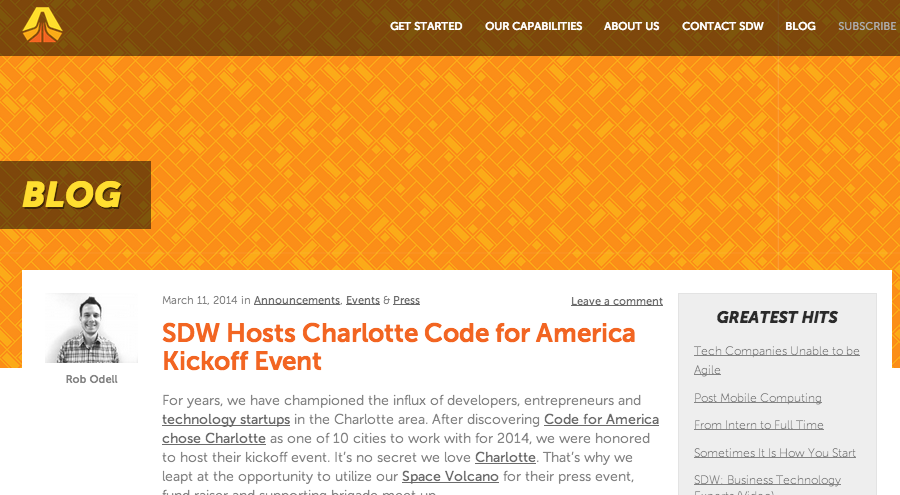 GET STARTED OUR CAPABILITIES ABOUT US CONTACT SDW BLOG SUBSCRIBE
BLOG
March 11, 2014 in Announcements, Events & Press
Leave a comment
SDW Hosts Charlotte Code for America
Kickoff Event
Rob Odell
For years, we have championed the influx of developers, entrepreneurs and
technology startups in the Charlotte area. After discovering Code for America
chose Charlotte as one of 10 cities to work with for 2014, we were honored
to host their kickoff event. It's no secret we love Charlotte. That's why we
leapt at the opportunity to utilize our Space Volcano for their press event,
fund raiser and supporting brigade meet up.
GREATEST HITS
Tech Companies Unable to be
Agile
Post Mobile Computing
From Intern to Full Time
Sometimes It Is How You Start
SDW: Business Technology
Experts (Video)